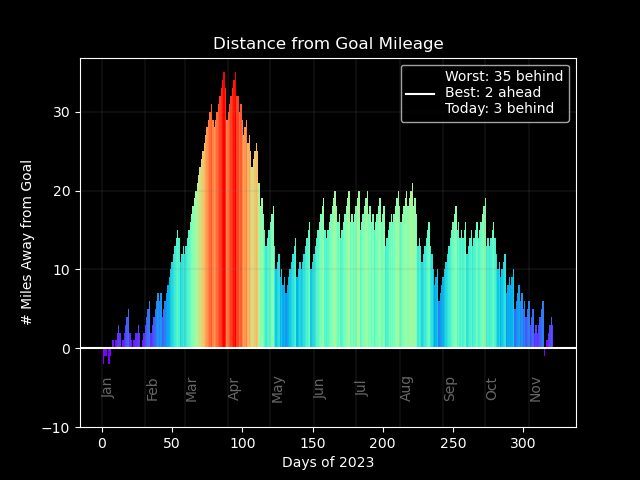 Distance from Goal Mileage
Worst: 35 behind
Best: 2 ahead
Today: 3 behind
# Miles Away from Goal
30
20
10
0
−10
Jan
Feb
Mar
Apr
May
Jun
Jul
Aug
Sep
Oct
Nov
0
50
100
150
200
250
300
Days of 2023